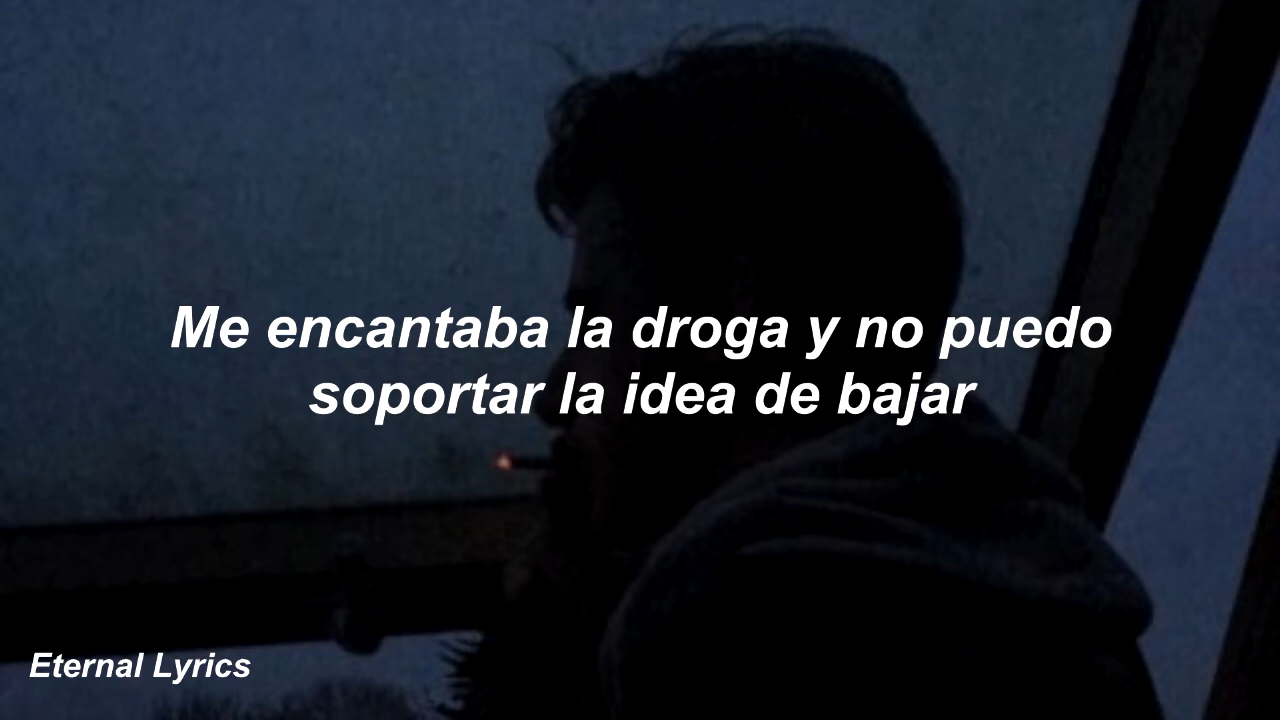 Me encantaba la droga y no puedo
soportar la idea de bajar
Eternal Lyrics